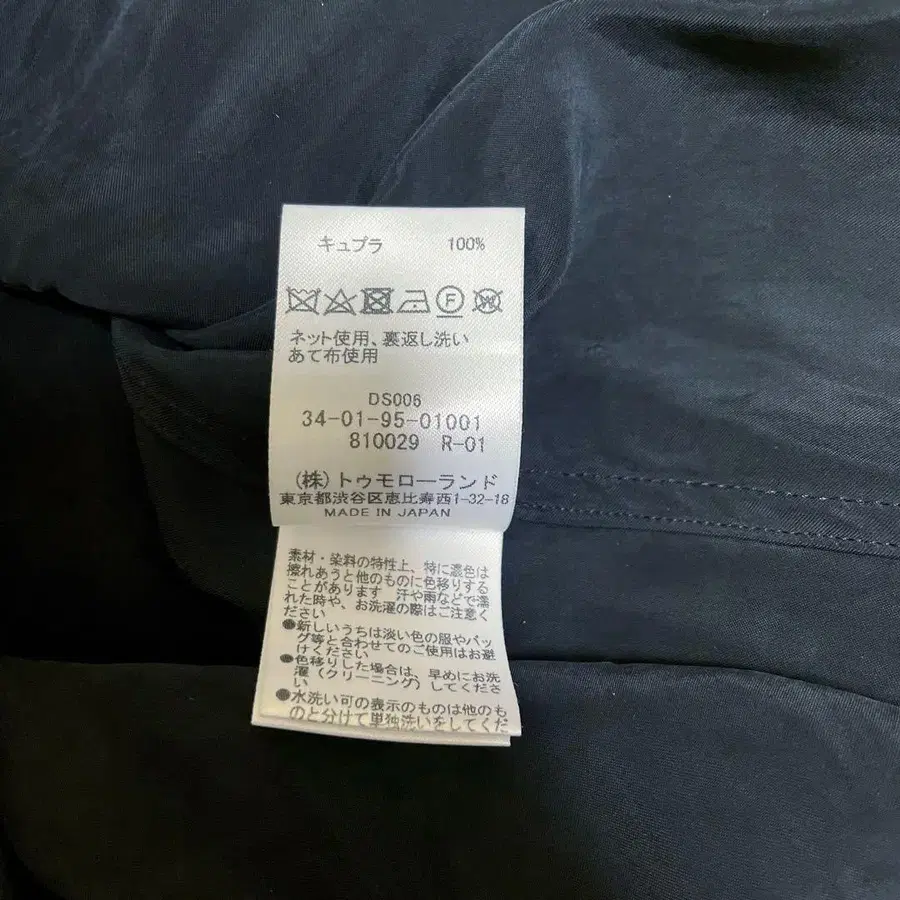 キュプラ 100%
F W
ネット使用、裏返し洗い
あて布使用
DS006
34-01-95-01001
810029 R-01
(株)トゥモローランド
東京都渋谷区恵比寿西1-32-18
MADE IN JAPAN
素材・染料の特性上、特に濃色は
擦れあうと他のものに色移りする
ことがあります 汗や雨などで濡
れた時や、お洗濯の際はご注意く
ださい
●新しいうちは淡い色の服やバッ
グ等と合わせてのご使用はお避
けください
●色移りした場合は、早めにお洗
濯(クリーニング)してくださ
い
●水洗い可の表示のものは他のも
のと分けて単独洗いをしてくだ